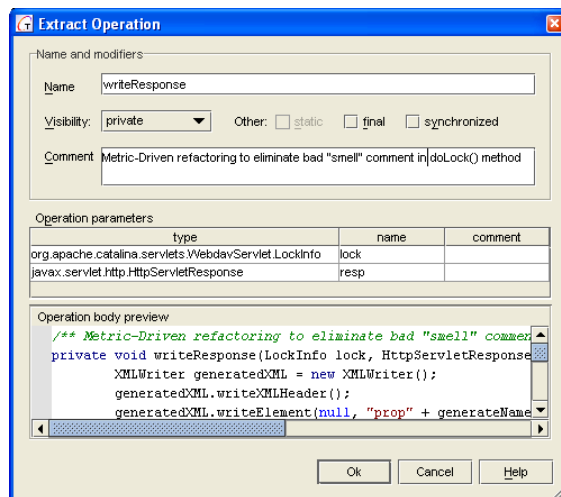 Extract Operation
Name and modifiers
Name writeResponse
Visibility: private Other: static final synchronized
Comment Metric-Driven refactoring to eliminate bad "smell" comment in doLock() method
Operation parameters
type name comment
org.apache.catalina.servlets.WebdavServlet.LockInfo lock
javax.servlet.http.HttpServletResponse resp
Operation body preview
/** Metric-Driven refactoring to eliminate bad "smell" commen
private void writeResponse(LockInfo lock, HttpServletResponse
XMLWriter generatedXML = new XMLWriter();
generatedXML.writeXMLHeader();
generatedXML.writeElement(null, "prop" + generateName
Ok Cancel Help